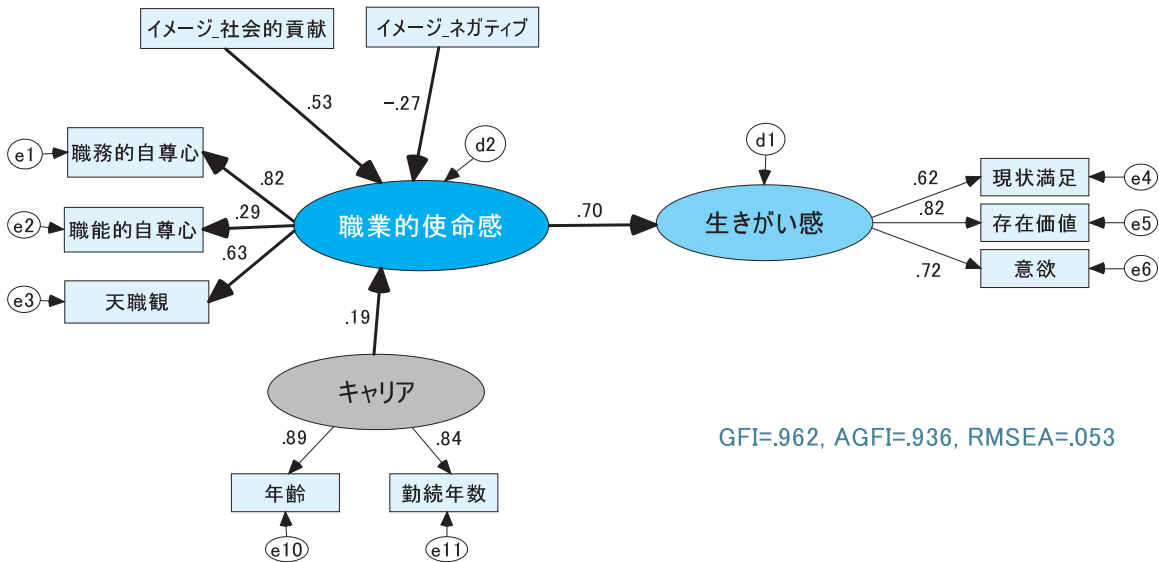 イメージ_社会的貢献
イメージ_ネガティブ
.53
−.27
e1
職務的自尊心
d2
d1
.82
e2
職能的自尊心
.29
職業的使命感
.70
生きがい感
.62
現状満足
e4
.82
存在価値
e5
.63
.72
意欲
e6
e3
天職観
.19
キャリア
.89
.84
GFI=.962, AGFI=.936, RMSEA=.053
年齢
勤続年数
e10
e11